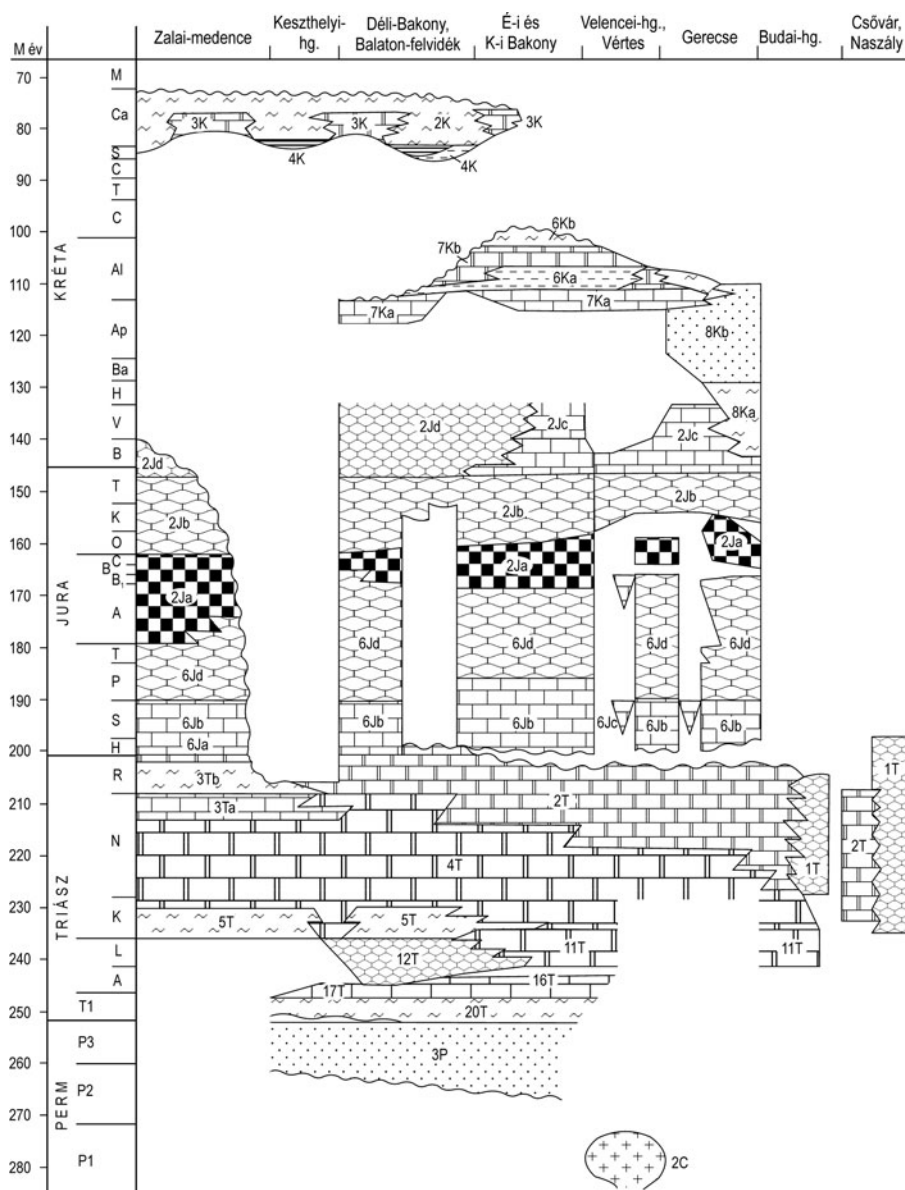 Keszthelyi-
hg.
Déli-Bakony,
Balaton-felvidék
É-i és
K-i Bakony
Velencei-hg.,
Vértes
Csővár,
Naszály
M év
Zalai-medence
Gerecse
Budai-hg.
70
80
90
100
110
120
130
140
150
160
170
180
190
200
210
220
230
240
250
260
270
280
KRÉTA
JURA
TRIÁSZ
PERM
M
Ca
S
C
T
C
Al
Ap
Ba
H
V
B
T
K
O
C
B
B
A
T
P
S
H
R
N
K
L
A
T1
P3
P2
P1
3K
3K
2K
3K
4K
4K
6Kb
7Kb
6Ka
7Ka
7Ka
8Kb
8Ka
2Jd
2Jc
2Jc
2Jd
2Jb
2Jb
2Jb
2Ja
2Ja
2Ja
6Jd
6Jd
6Jd
6Jd
6Jd
6Jb
6Jb
6Jb
6Jc
6Jb
6Jb
6Ja
3Tb
1T
2T
3Ta
2T
4T
1T
5T
5T
11T
11T
12T
17T
16T
20T
3P
2C